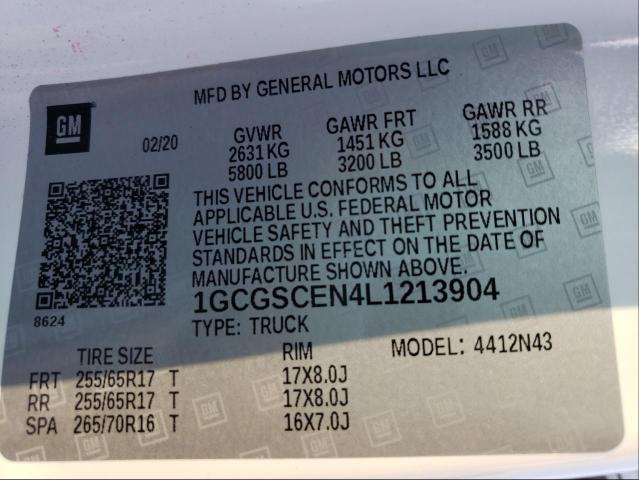 MFD BY GENERAL MOTORS LLC
GM
02/20
GVWR GAWR FRT GAWR RR
2631 KG 1451 KG 1588 KG
5800 LB 3200 LB 3500 LB
THIS VEHICLE CONFORMS TO ALL
APPLICABLE U.S. FEDERAL MOTOR
VEHICLE SAFETY AND THEFT PREVENTION
STANDARDS IN EFFECT ON THE DATE OF
MANUFACTURE SHOWN ABOVE.
1GCGSCEN4L1213904
8624
TYPE: TRUCK
TIRE SIZE RIM MODEL: 4412N43
FRT 255/65R17 T 17X8.0J
RR 255/65R17 T 17X8.0J
SPA 265/70R16 T 16X7.0J